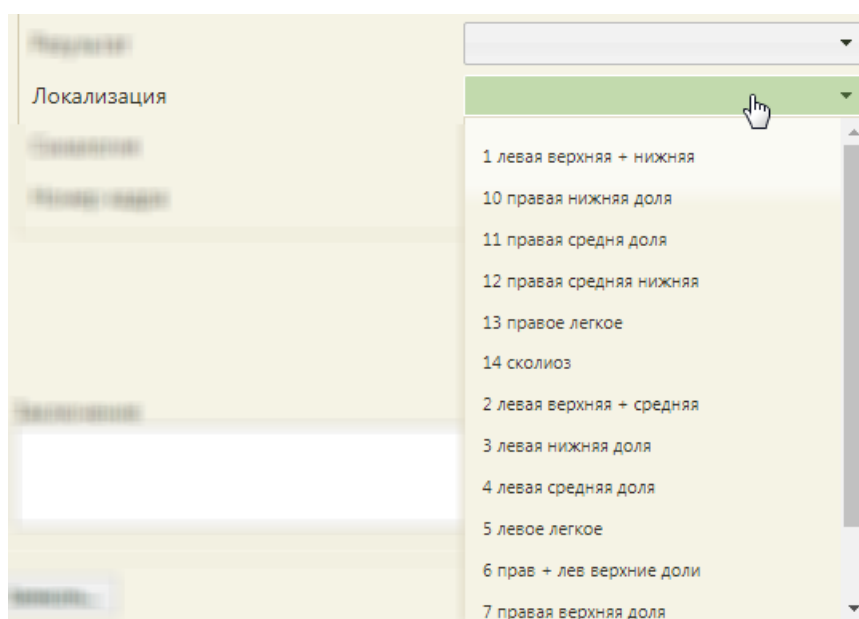 Локализация
1 левая верхняя + нижняя
10 правая нижняя доля
11 правая средня доля
12 правая средняя нижняя
13 правое легкое
14 сколиоз
2 левая верхняя + средняя
3 левая нижняя доля
4 левая средняя доля
5 левое легкое
6 прав + лев верхние доли
7 правая верхняя доля